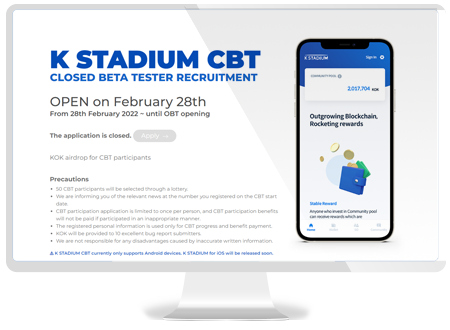 K STADIUM CBT
CLOSED BETA TESTER RECRUITMENT
OPEN on February 28th
From 28th February 2022 ~ until OBT opening
The application is closed. Apply →
KOK airdrop for CBT participants
Precautions
• 50 CBT participants will be selected through a lottery.
• We are informing you of the relevant news at the number you registered on the CBT start
date.
• CBT participation application is limited to once per person, and CBT participation benefits
will not be paid if participated in an inappropriate manner.
• The registered personal information is used only for CBT progress and benefit payment.
• KOK will be provided to 10 excellent bug report submitters.
• We are not responsible for any disadvantages caused by inaccurate written information.
K STADIUM CBT currently only supports Android devices. K STADIUM for iOS will be released soon.
K STADIUM
Sign in
COMMUNITY POOL
2,017,704 KOK
Outgrowing Blockchain,
Rocketing rewards
Stable Reward
Anyone who invest in Community pool
can receive rewards which are
Home